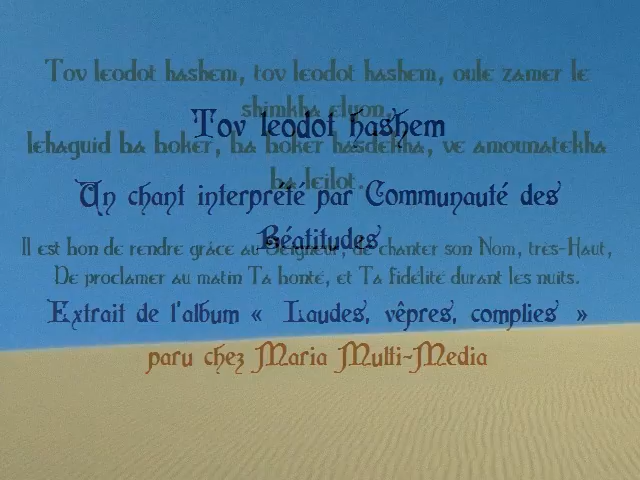 Tov leodot hashem, tov leodot hashem, oule zamer le
shimkha elyon,
Tov leodot hashem
lehaguid ba boker, ba boker hasdekha, ve amounatekha
ba leilot.
Un chant interprété par Communauté des
Béatitudes
Il est bon de rendre grâce au Seigneur, de chanter son Nom, très-Haut,
De proclamer au matin Ta bonté, et Ta fidélité durant les nuits.
Extrait de l'album « Laudes, vêpres, complies »
paru chez Maria Multi-Media